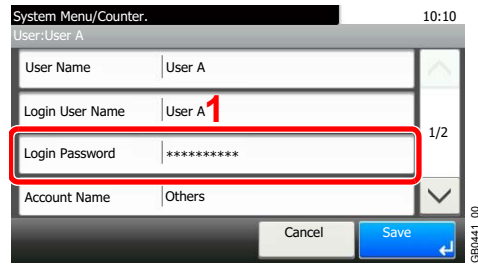 System Menu/Counter. 10:10
User:User A
User Name User A
Login User Name User A 1
1/2
Login Password **********
Account Name Others
Cancel Save
GB0441_00